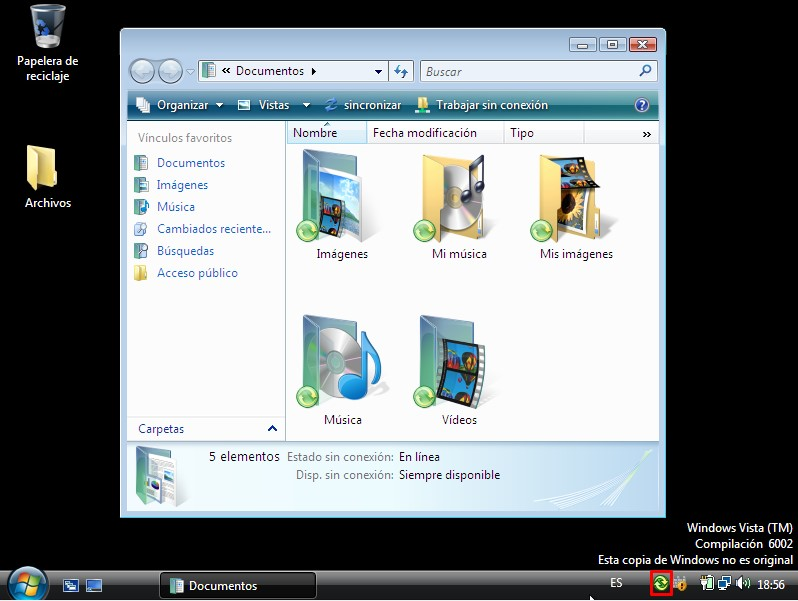 Papelera de
reciclaje
Archivos
« Documentos
Buscar
Organizar Vistas sincronizar Trabajar sin conexión ?
Vínculos favoritos
Documentos
Imágenes
Música
Cambiados reciente...
Búsquedas
Acceso público
Carpetas
Nombre Fecha modificación Tipo »
Imágenes Mi música Mis imágenes
Música Vídeos
5 elementos Estado sin conexión: En línea
Disp. sin conexión: Siempre disponible
Windows Vista (TM)
Compilación 6002
Esta copia de Windows no es original
Documentos ES 18:56